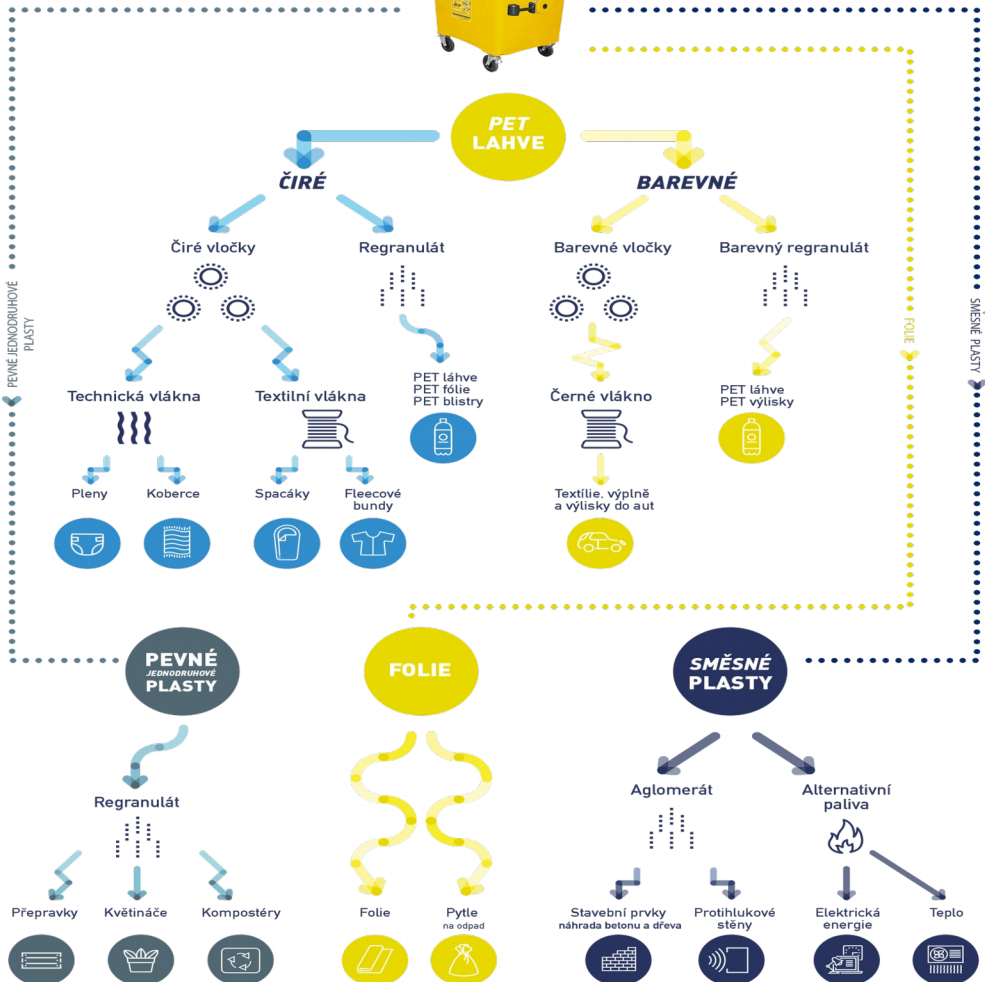 PET
LAHVE
ČIRÉ
BAREVNÉ
Čiré vločky
Regranulát
Barevné vločky
Barevný regranulát
PEVNÉ JEDNODRUHOVÉ
PLASTY
FOLIE
SMĚSNÉ PLASTY
Technická vlákna
Textilní vlákna
PET láhve
PET fólie
PET blistry
Černé vlákno
PET láhve
PET výlisky
Pleny
Koberce
Spacáky
Fleecové
bundy
Textílie, výplně
a výlisky do aut
PEVNÉ
JEDNODRUHOVÉ
PLASTY
FOLIE
SMĚSNÉ
PLASTY
Regranulát
Aglomerát
Alternativní
paliva
Přepravky
Květináče
Kompostéry
Folie
Pytle
na odpad
Stavební prvky
náhrada betonu a dřeva
Protihlukové
stěny
Elektrická
energie
Teplo